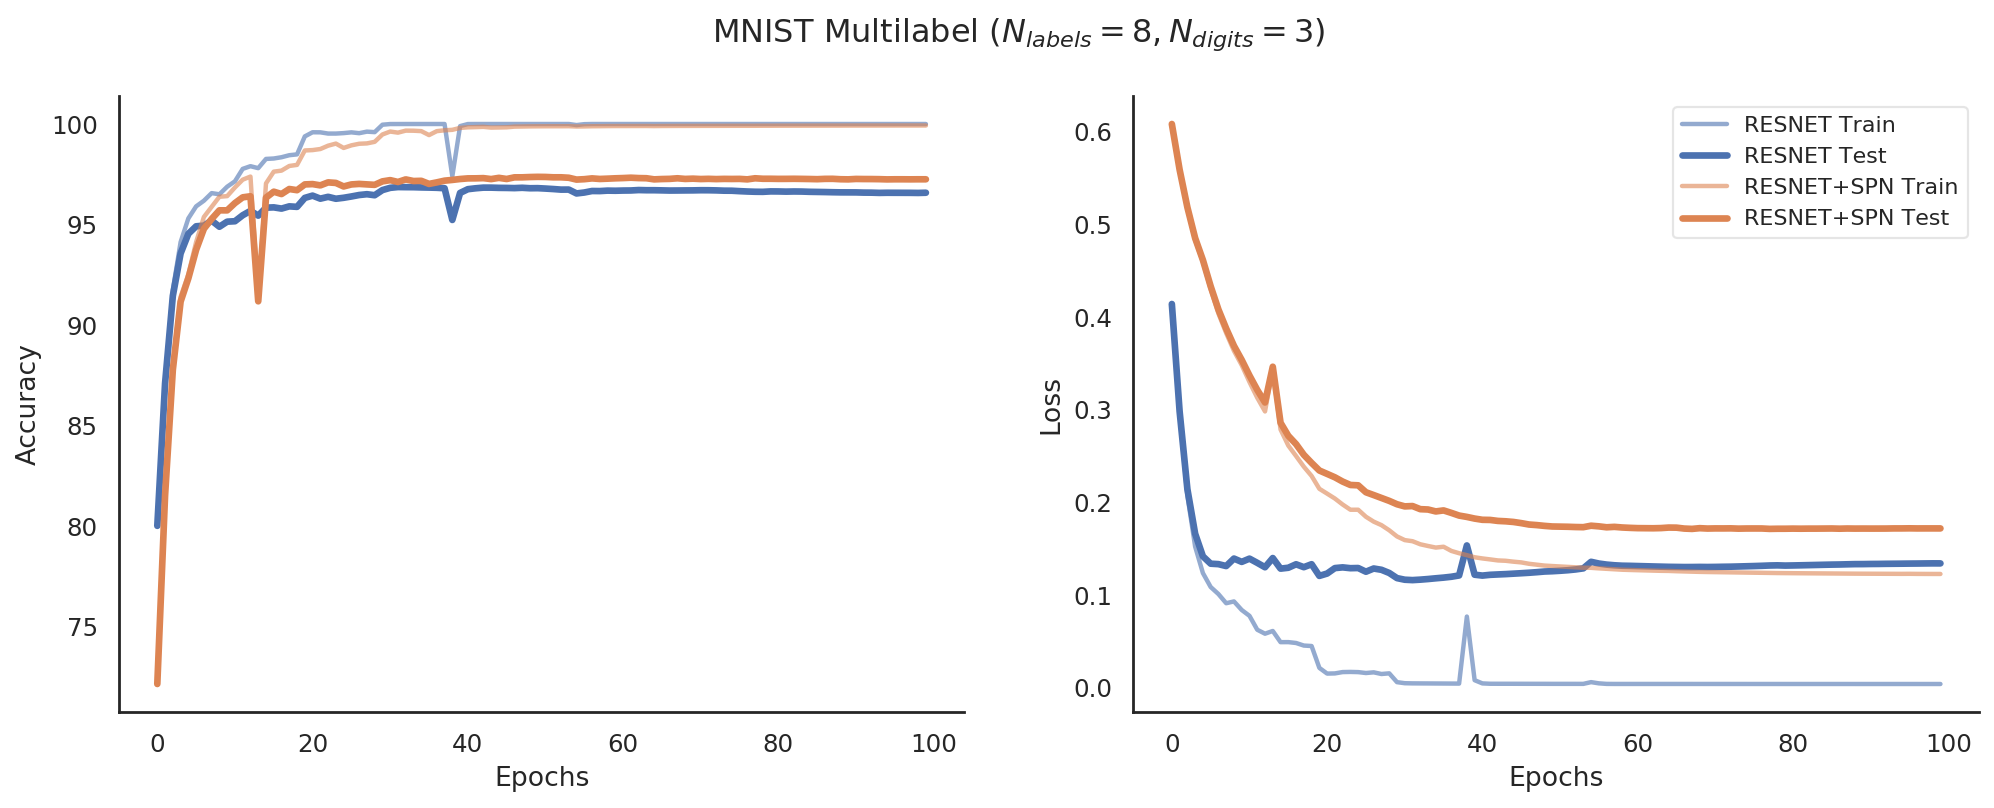 MNIST Multilabel (N_labels = 8, N_digits = 3)
Accuracy
100
95
90
85
80
75
0 20 40 60 80 100
Epochs
Loss
0.6
0.5
0.4
0.3
0.2
0.1
0.0
0 20 40 60 80 100
Epochs
RESNET Train
RESNET Test
RESNET+SPN Train
RESNET+SPN Test